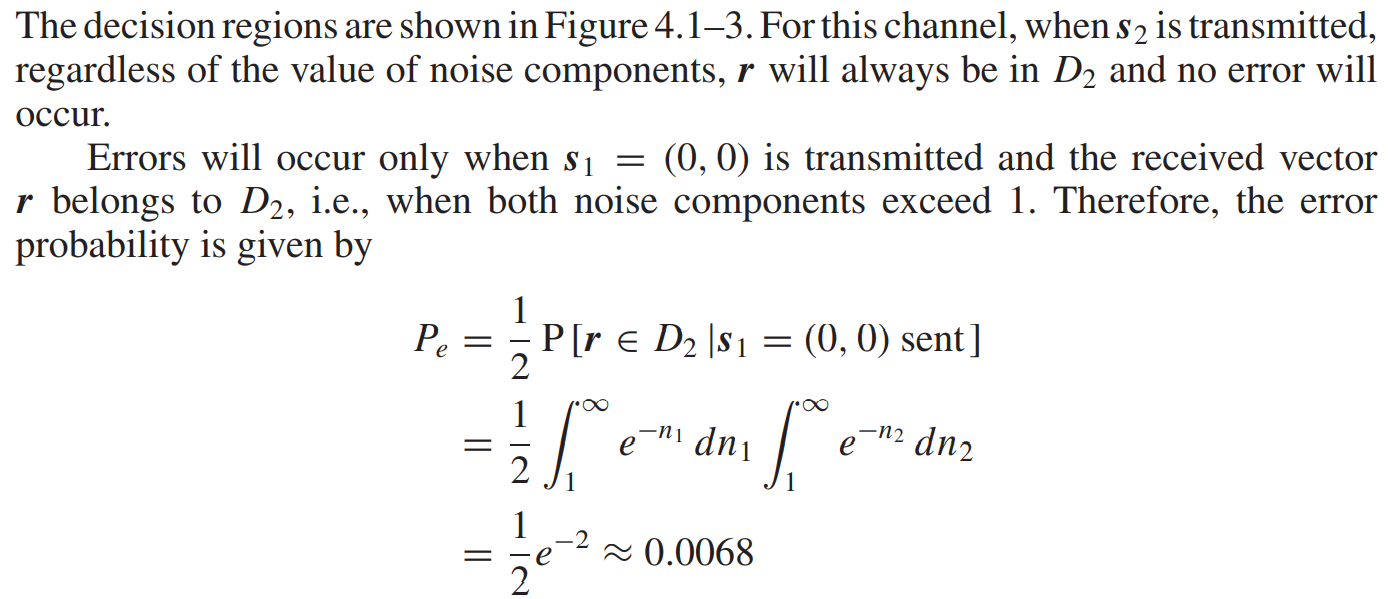 The decision regions are shown in Figure 4.1–3. For this channel, when s₂ is transmitted,
regardless of the value of noise components, r will always be in D₂ and no error will
occur.
Errors will occur only when s₁ = (0, 0) is transmitted and the received vector
r belongs to D₂, i.e., when both noise components exceed 1. Therefore, the error
probability is given by
Pₑ = 1/2 P[r ∈ D₂ |s₁ = (0, 0) sent]
= 1/2 ∫₁^∞ e^{−n₁} dn₁ ∫₁^∞ e^{−n₂} dn₂
= 1/2 e^{−2} ≈ 0.0068